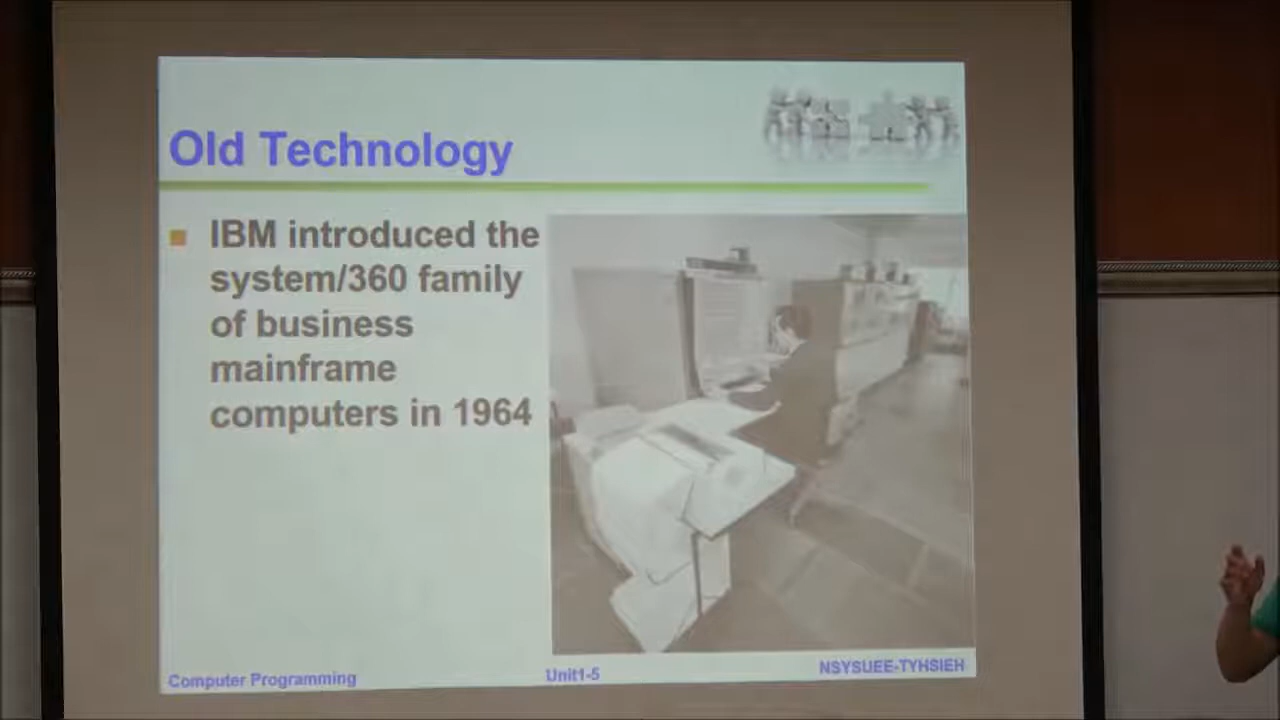 Old Technology
IBM introduced the
system/360 family
of business
mainframe
computers in 1964
Computer Programming
Unit1-5
NSYSUEE-TYHSIEH